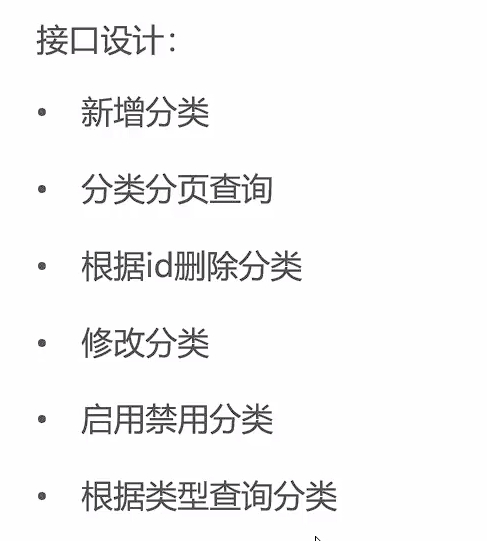 接口设计：
• 新增分类
• 分类分页查询
• 根据id删除分类
• 修改分类
• 启用禁用分类
• 根据类型查询分类